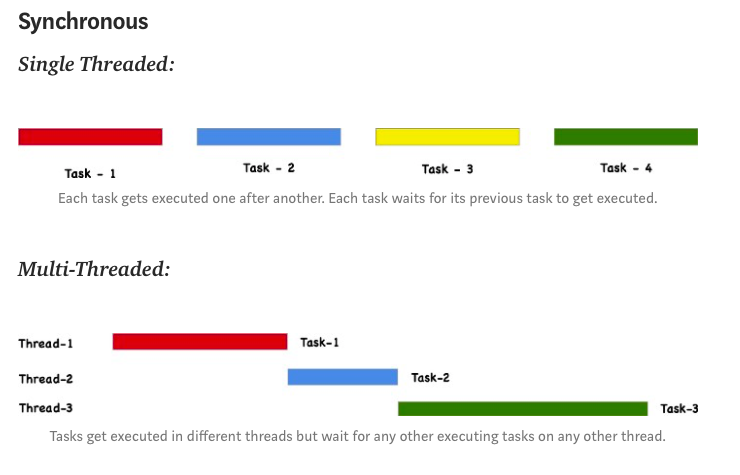 Synchronous
Single Threaded:
Task - 1
Task - 2
Task - 3
Task - 4
Each task gets executed one after another. Each task waits for its previous task to get executed.
Multi-Threaded:
Thread-1
Task-1
Thread-2
Task-2
Thread-3
Task-3
Tasks get executed in different threads but wait for any other executing tasks on any other thread.